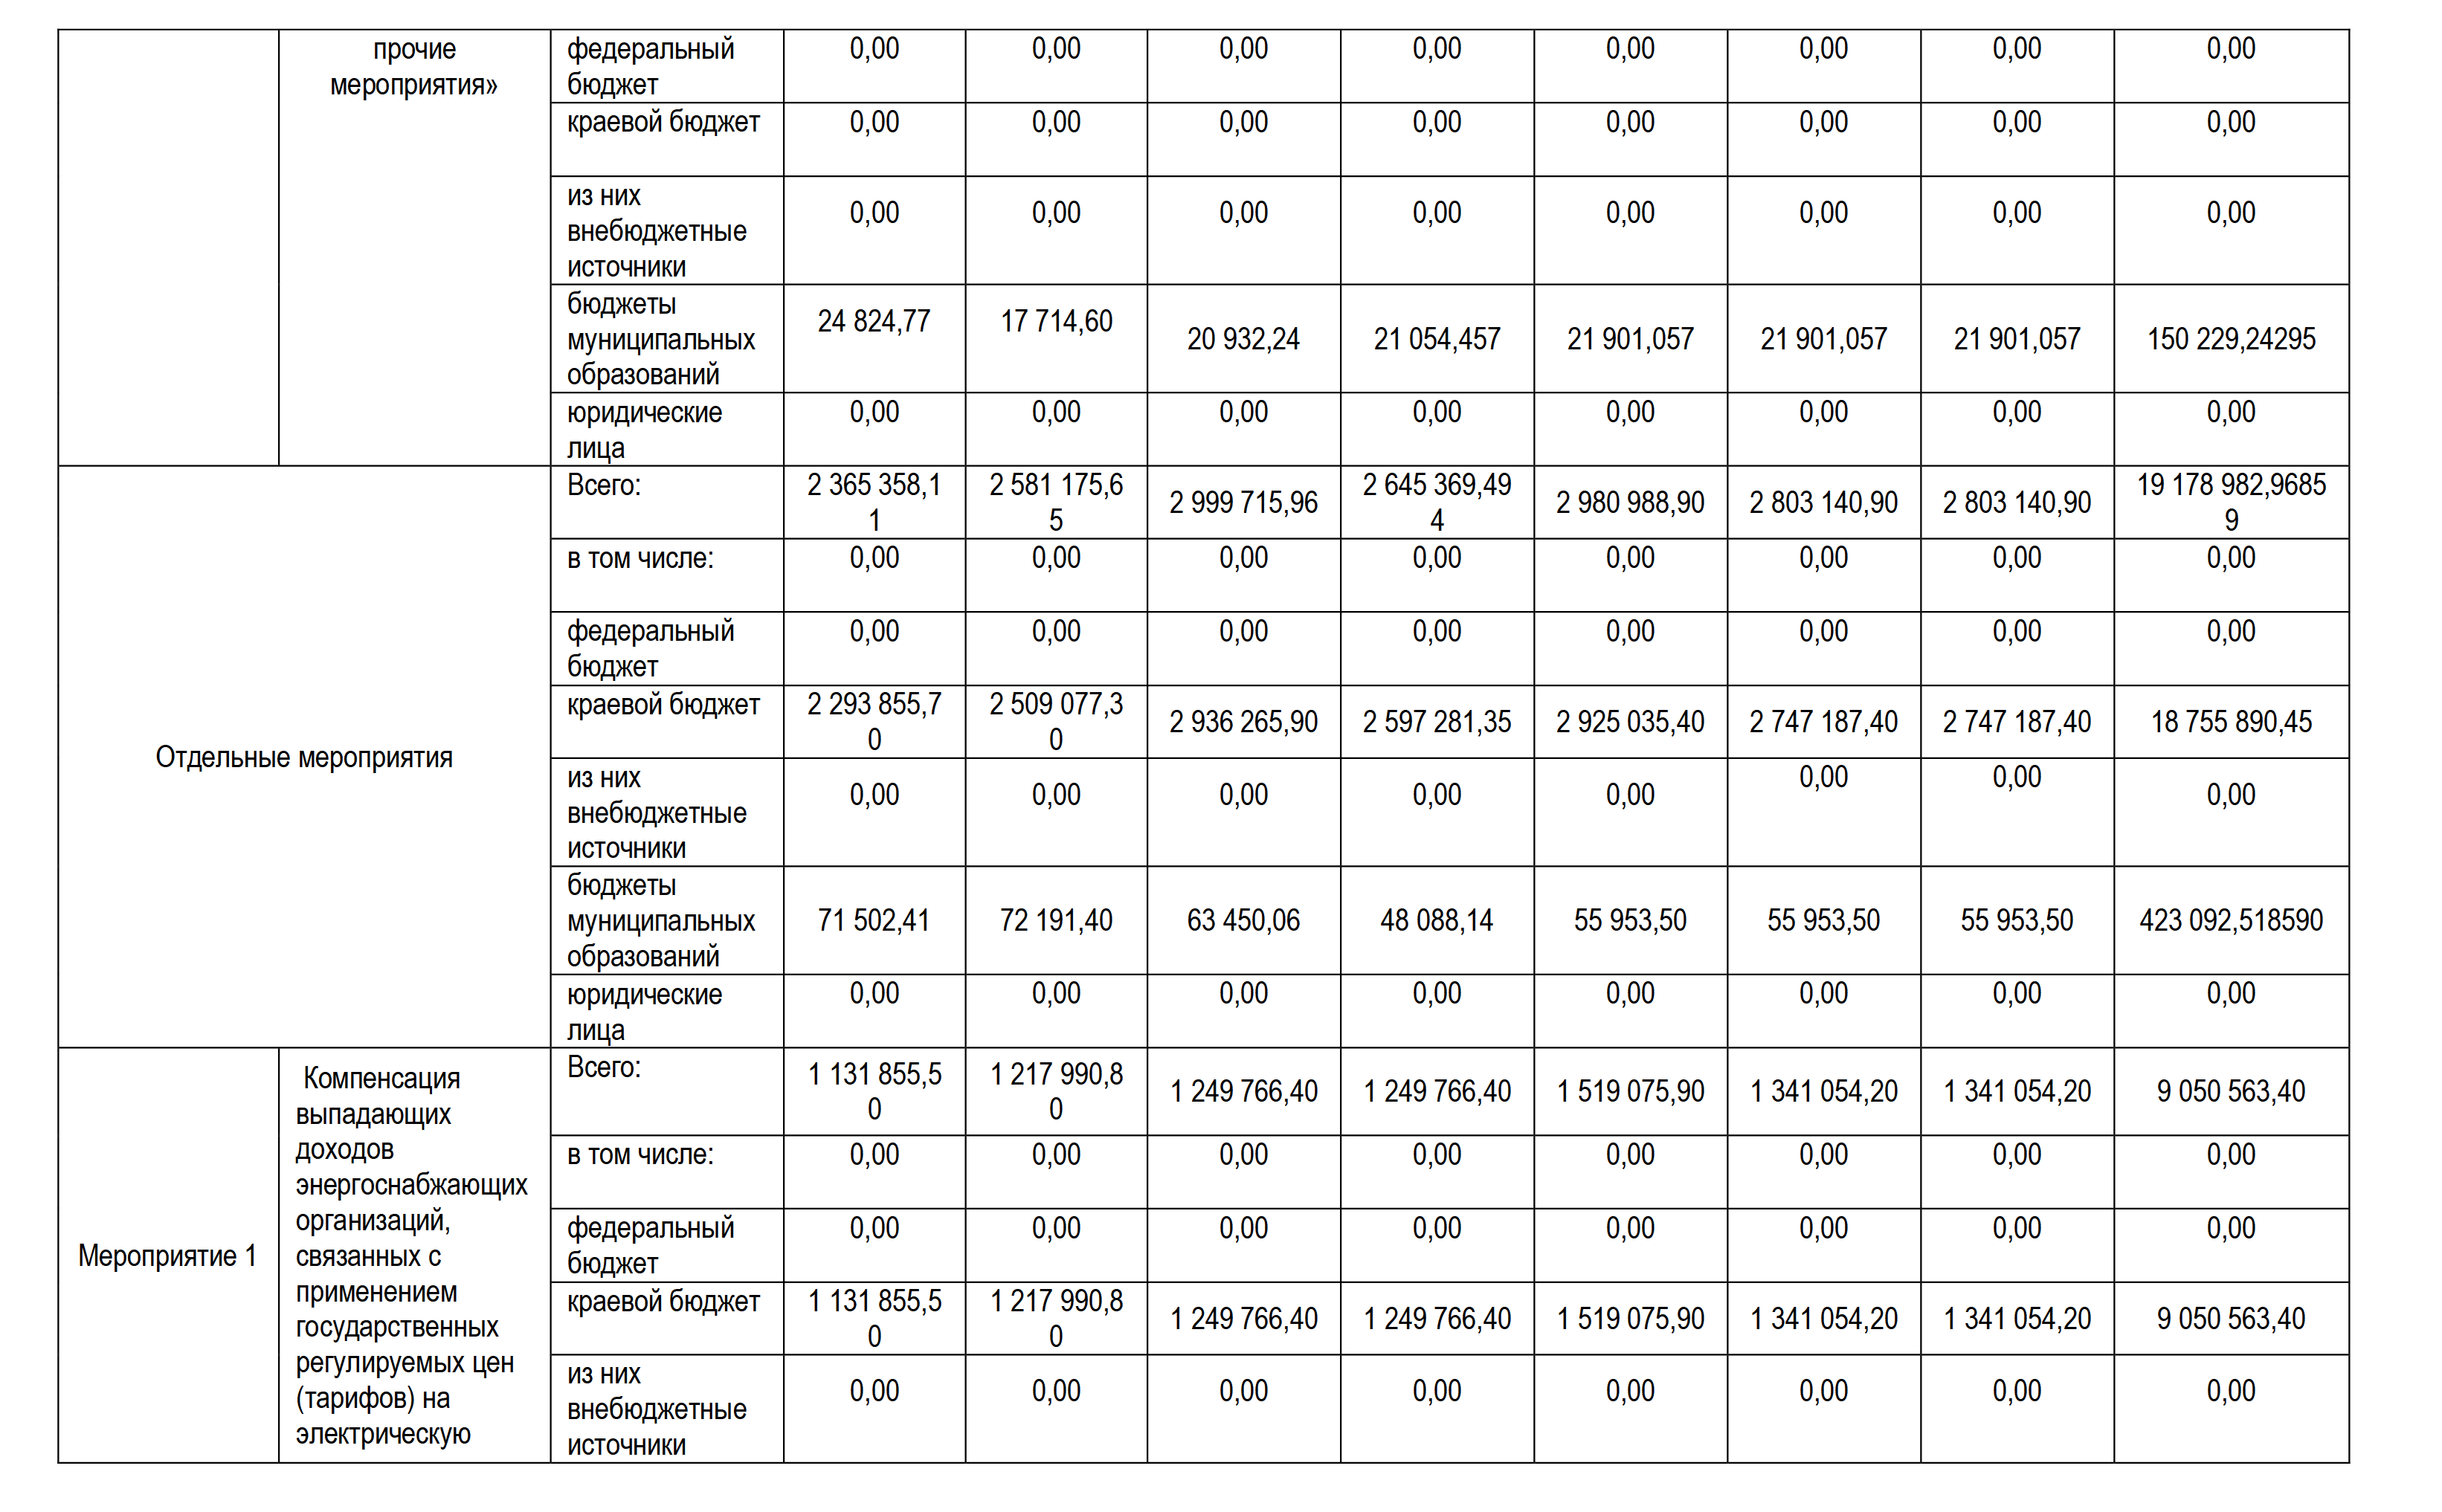 прочие
мероприятия»
федеральный
бюджет
0,00 0,00 0,00 0,00 0,00 0,00 0,00 0,00
краевой бюджет 0,00 0,00 0,00 0,00 0,00 0,00 0,00 0,00
из них
внебюджетные
источники
0,00 0,00 0,00 0,00 0,00 0,00 0,00 0,00
бюджеты
муниципальных
образований
24 824,77 17 714,60 20 932,24 21 054,457 21 901,057 21 901,057 21 901,057 150 229,24295
юридические
лица
0,00 0,00 0,00 0,00 0,00 0,00 0,00 0,00
Отдельные мероприятия
Всего: 2 365 358,1
1
2 581 175,6
5
2 999 715,96
2 645 369,49
4
2 980 988,90 2 803 140,90 2 803 140,90
19 178 982,9685
9
в том числе: 0,00 0,00 0,00 0,00 0,00 0,00 0,00 0,00
федеральный
бюджет
0,00 0,00 0,00 0,00 0,00 0,00 0,00 0,00
краевой бюджет 2 293 855,7
0
2 509 077,3
0
2 936 265,90 2 597 281,35 2 925 035,40 2 747 187,40 2 747 187,40 18 755 890,45
из них
внебюджетные
источники
0,00 0,00 0,00 0,00 0,00 0,00 0,00 0,00
бюджеты
муниципальных
образований
71 502,41 72 191,40 63 450,06 48 088,14 55 953,50 55 953,50 55 953,50 423 092,518590
юридические
лица
0,00 0,00 0,00 0,00 0,00 0,00 0,00 0,00
Мероприятие 1
Компенсация
выпадающих
доходов
энергоснабжающих
организаций,
связанных с
применением
государственных
регулируемых цен
(тарифов) на
электрическую
Всего: 1 131 855,5
0
1 217 990,8
0
1 249 766,40 1 249 766,40 1 519 075,90 1 341 054,20 1 341 054,20 9 050 563,40
в том числе: 0,00 0,00 0,00 0,00 0,00 0,00 0,00 0,00
федеральный
бюджет
0,00 0,00 0,00 0,00 0,00 0,00 0,00 0,00
краевой бюджет 1 131 855,5
0
1 217 990,8
0
1 249 766,40 1 249 766,40 1 519 075,90 1 341 054,20 1 341 054,20 9 050 563,40
из них
внебюджетные
источники
0,00 0,00 0,00 0,00 0,00 0,00 0,00 0,00